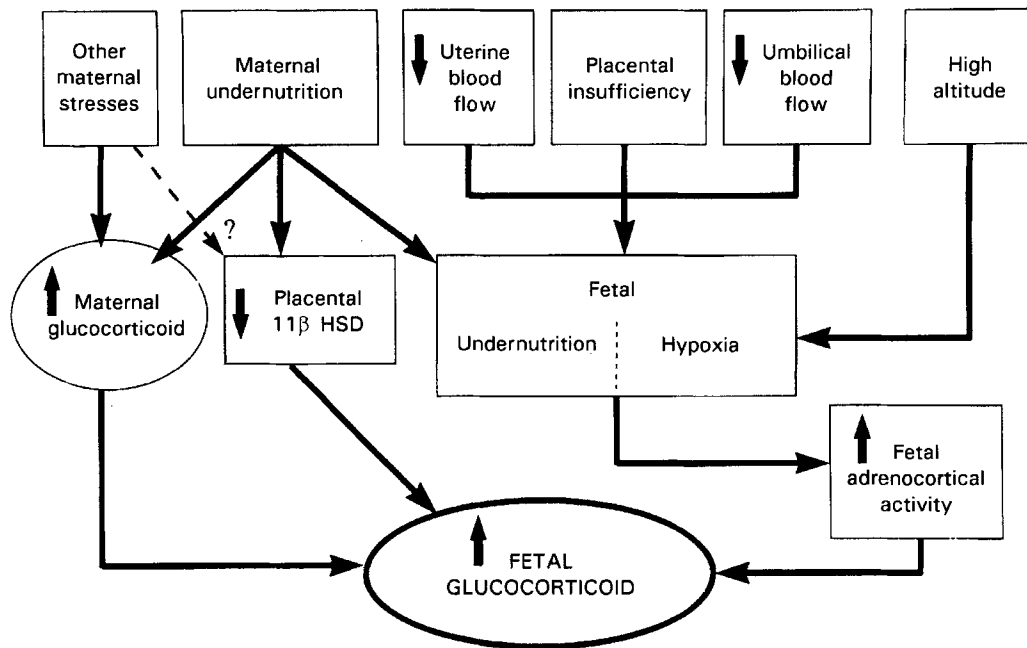 Other
maternal
stresses
Maternal
undernutrition
Uterine
blood
flow
Placental
insufficiency
Umbilical
blood
flow
High
altitude
?
Maternal
glucocorticoid
Placental
11β HSD
Fetal
Undernutrition
Hypoxia
Fetal
adrenocortical
activity
FETAL
GLUCOCORTICOID